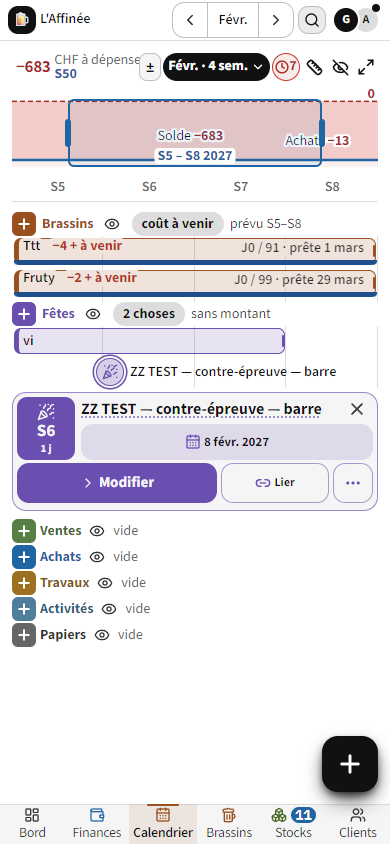 L'Affinée
Févr.
G
A
−683 CHF à dépense
S50
±
Févr. · 4 sem.
7
0
Solde −683
Achat −13
S5 – S8 2027
S5 S6 S7 S8
Brassins coût à venir prévu S5–S8
Ttt −4 + à venir J0 / 91 · prête 1 mars
Fruty −2 + à venir J0 / 99 · prête 29 mars
Fêtes 2 choses sans montant
vi
ZZ TEST — contre-épreuve — barre
S6
1 j
ZZ TEST — contre-épreuve — barre
8 févr. 2027
Modifier
Lier
Ventes vide
Achats vide
Travaux vide
Activités vide
Papiers vide
11
Bord Finances Calendrier Brassins Stocks Clients